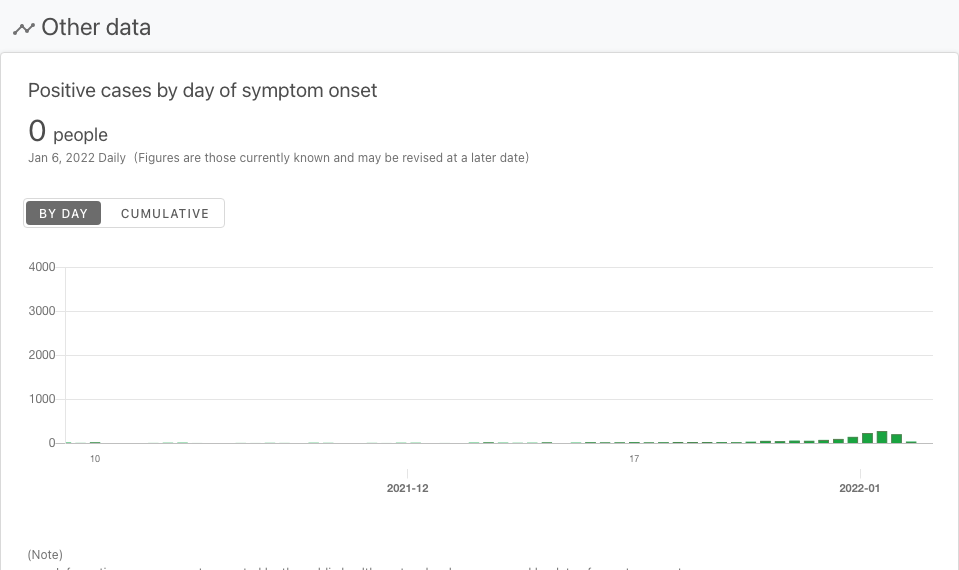 Other data
Positive cases by day of symptom onset
0 people
Jan 6, 2022 Daily (Figures are those currently known and may be revised at a later date)
BY DAY CUMULATIVE
4000
3000
2000
1000
0
10 17
2021-12 2022-01
(Note)